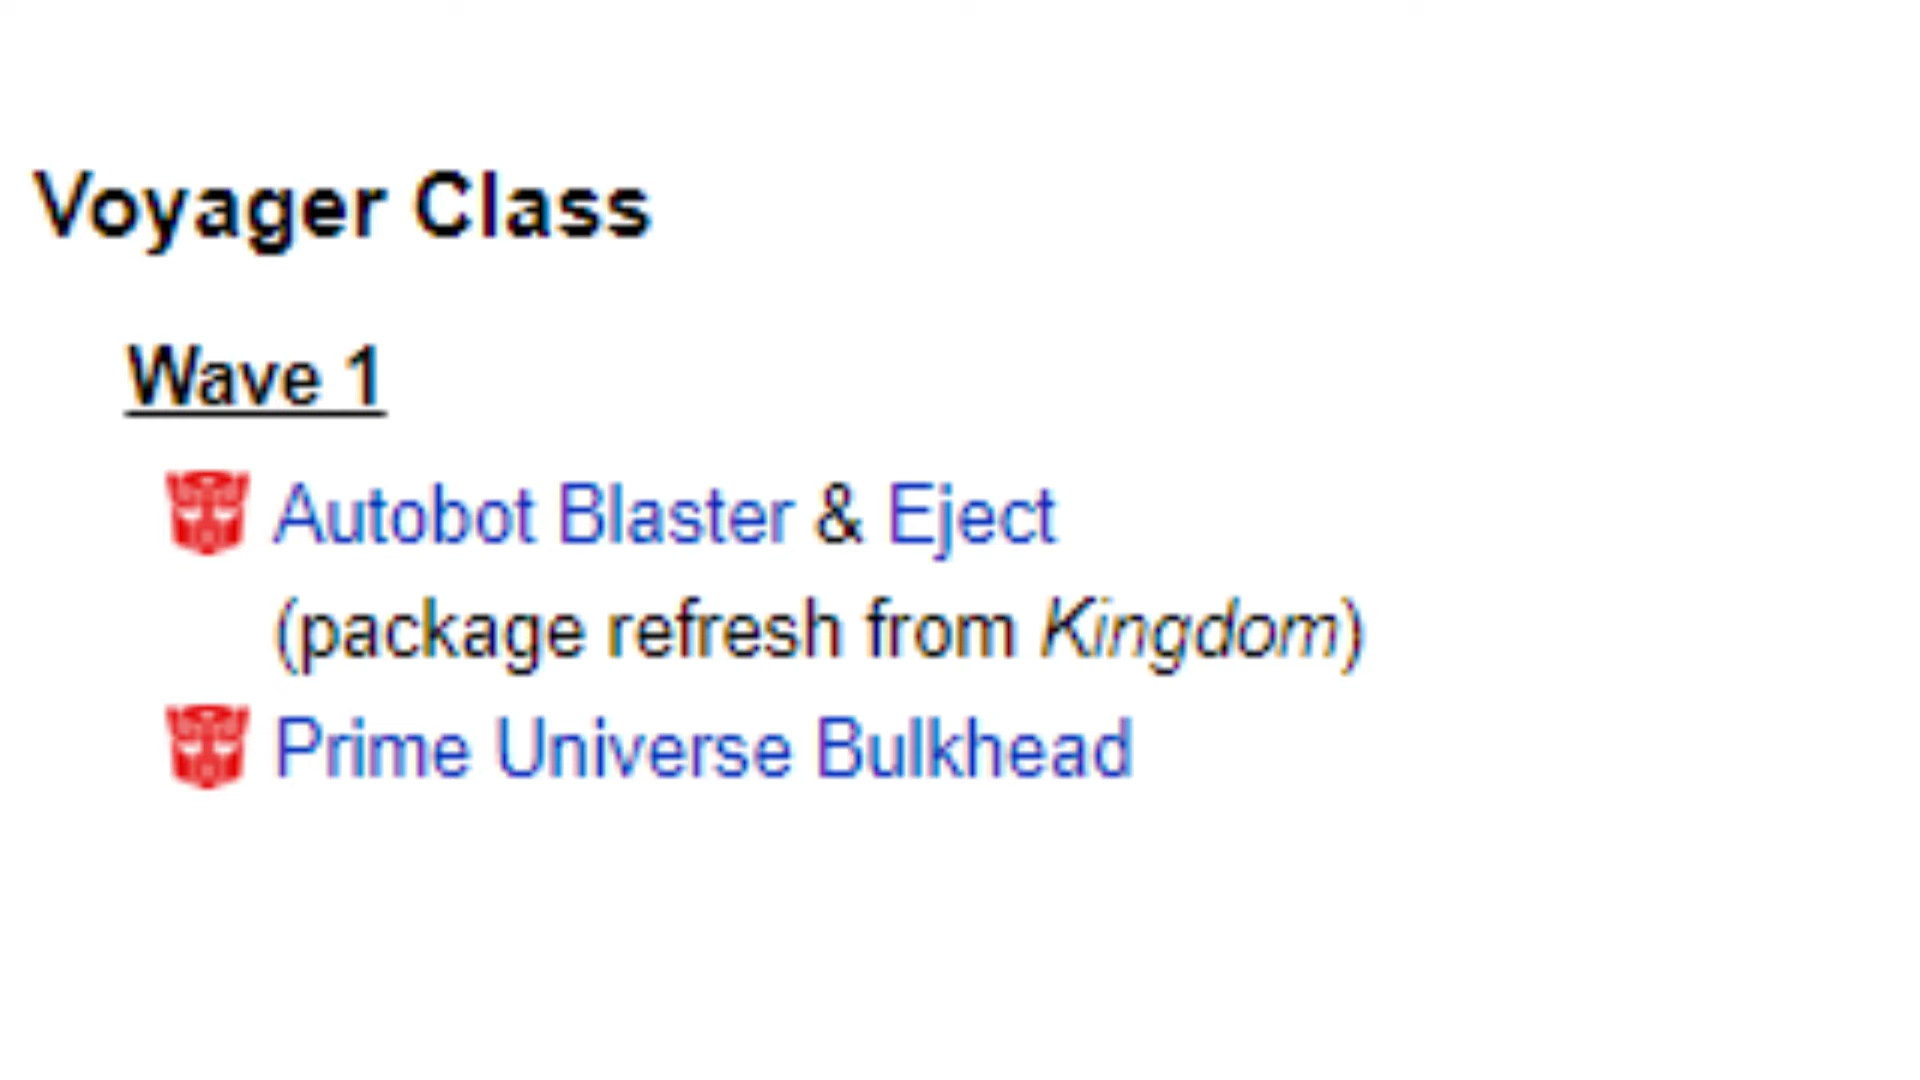 Voyager Class
Wave 1
Autobot Blaster & Eject
(package refresh from Kingdom)
Prime Universe Bulkhead